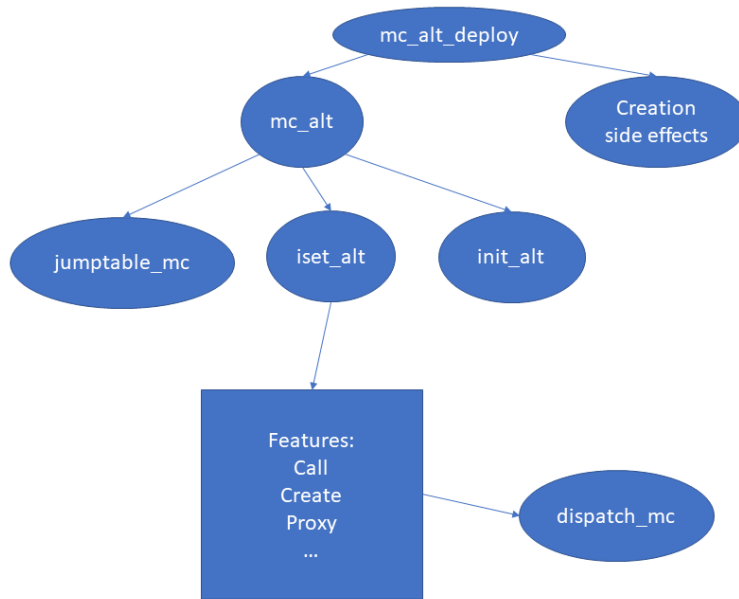 mc_alt_deploy
mc_alt
Creation
side effects
jumptable_mc
iset_alt
init_alt
Features:
Call
Create
Proxy
...
dispatch_mc